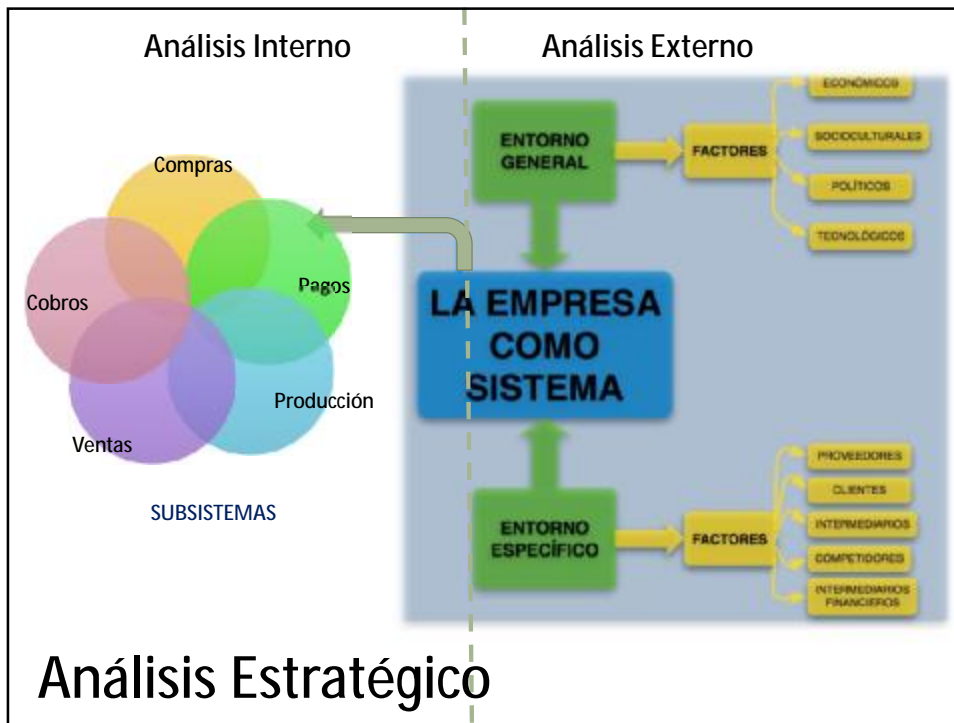 Análisis Interno
Análisis Externo
Compras
Pagos
Cobros
Producción
Ventas
SUBSISTEMAS
ECONÓMICOS
ENTORNO
GENERAL
FACTORES
SOCIOCULTURALES
POLÍTICOS
TECNOLÓGICOS
LA EMPRESA
COMO
SISTEMA
PROVEEDORES
CLIENTES
ENTORNO
ESPECÍFICO
FACTORES
INTERMEDIARIOS
COMPETIDORES
INTERMEDIARIOS
FINANCIEROS
Análisis Estratégico